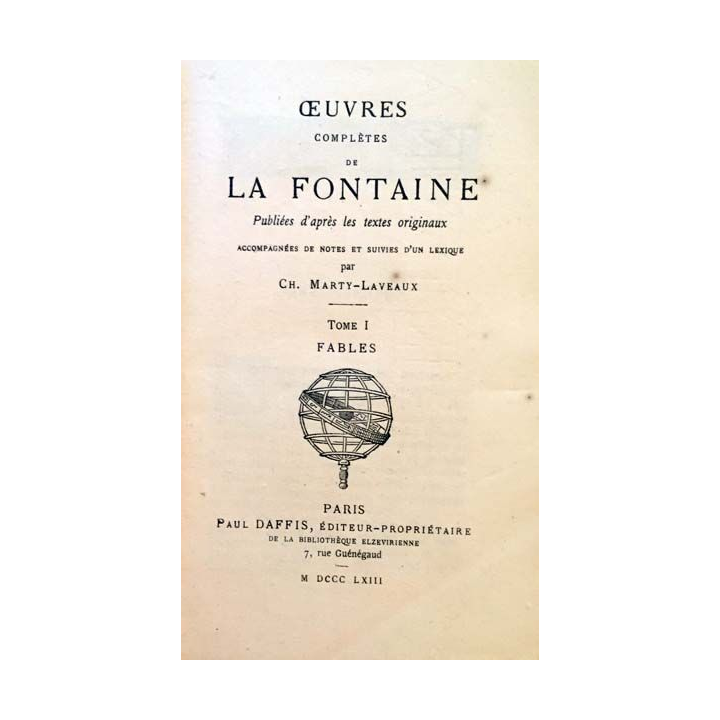 ŒUVRES
COMPLÈTES
DE
LA FONTAINE
Publiées d'après les textes originaux
ACCOMPAGNÉES DE NOTES ET SUIVIES D'UN LEXIQUE
par
CH. MARTY-LAVEAUX
TOME I
FABLES
PARIS
PAUL DAFFIS, ÉDITEUR-PROPRIÉTAIRE
DE LA BIBLIOTHÈQUE ELZEVIRIENNE
7, rue Guénégaud
M DCCC LXIII